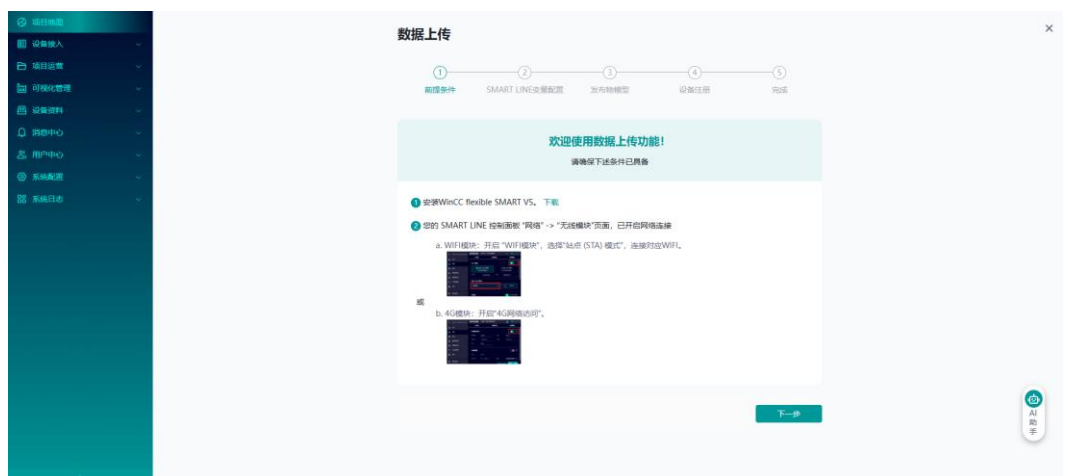 项目地图
设备接入
项目运营
可视化管理
设备资料
消息中心
用户中心
系统配置
系统日志
数据上传
×
1 2 3 4 5
前提条件 SMART LINE变量配置 发布物模型 设备注册 完成
欢迎使用数据上传功能!
请确保下述条件已具备
1 安装WinCC flexible SMART V5。 下载
2 您的 SMART LINE 控制面板 "网络" -> "无线模块"页面，已开启网络连接
a. WIFI模块：开启 "WIFI模块"，选择"站点 (STA) 模式"，连接对应WIFI。
或
b. 4G模块：开启"4G网络访问"。
下一步
AI
助
手